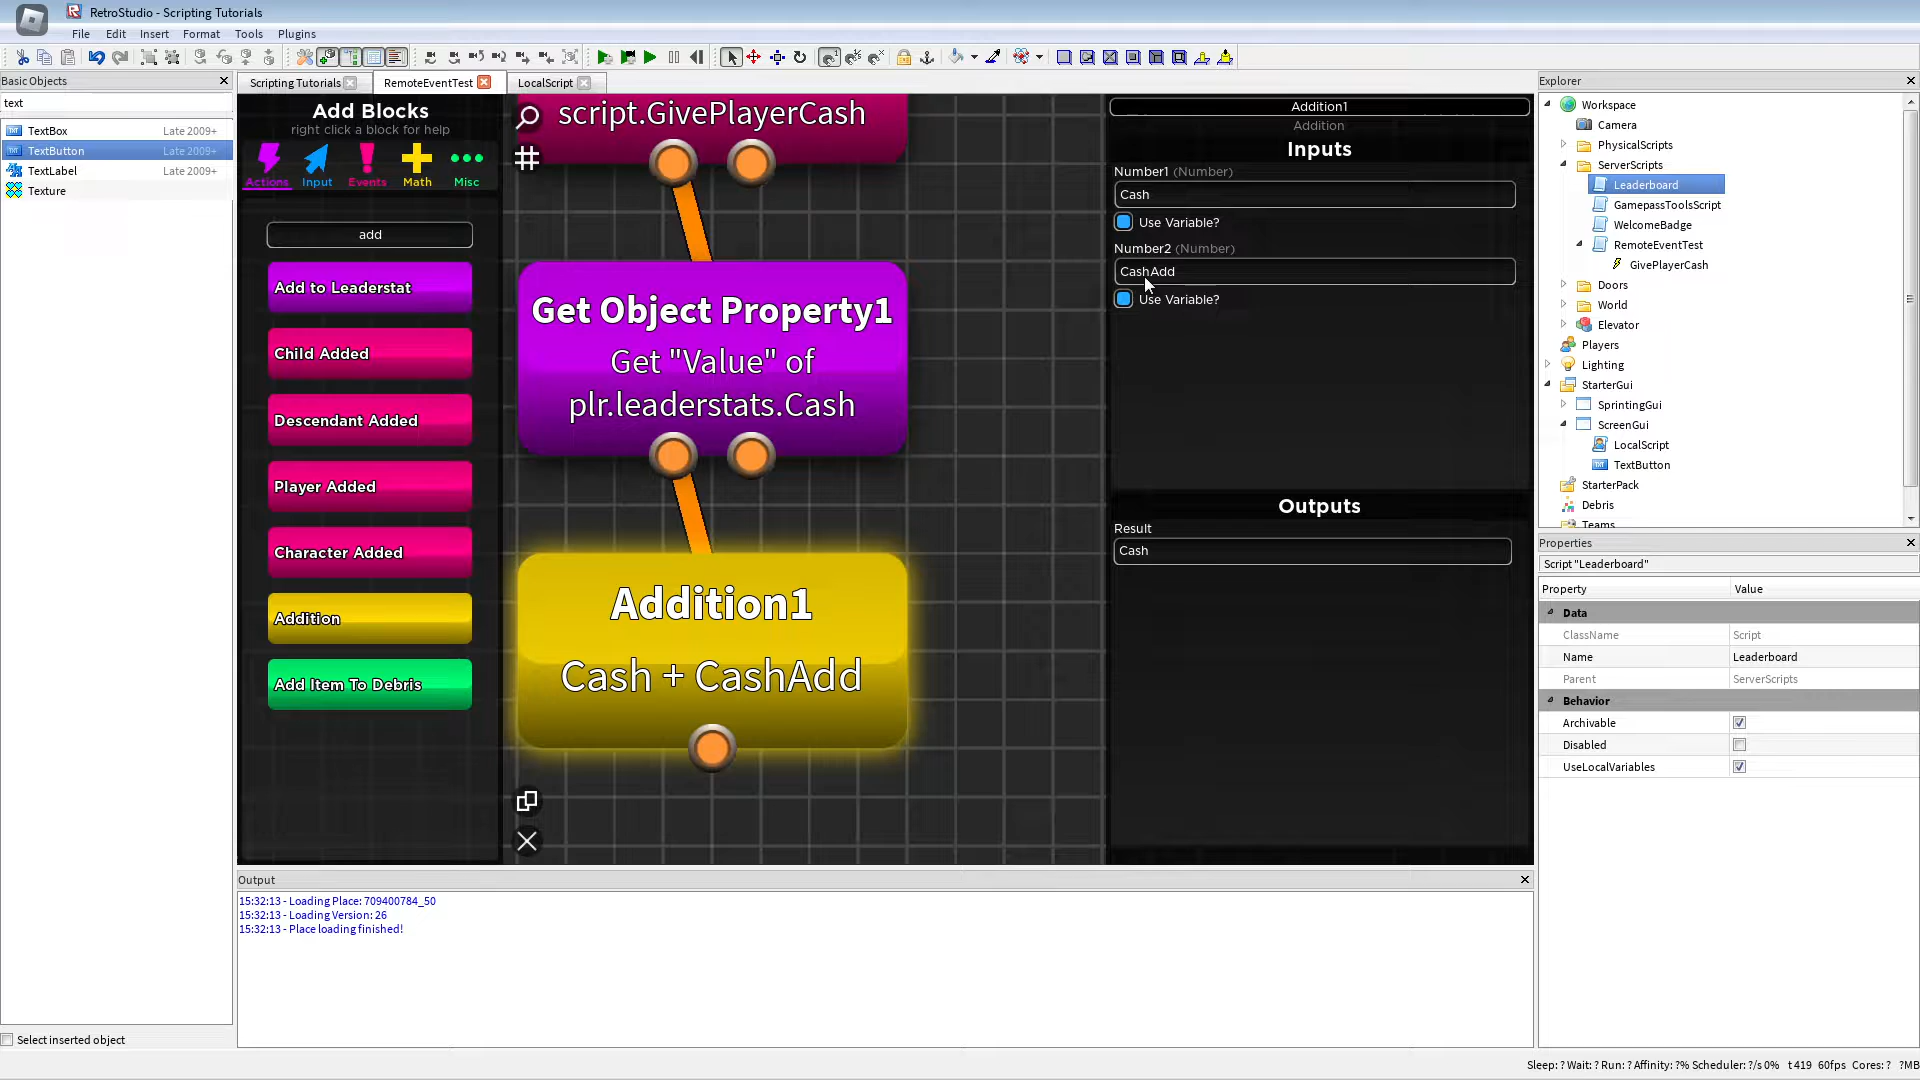 RetroStudio - Scripting Tutorials
File Edit Insert Format Tools Plugins
Basic Objects
text
TextBox Late 2009+
TextButton Late 2009+
TextLabel Late 2009+
Texture
Select inserted object
Scripting Tutorials RemoteEventTest LocalScript
Add Blocks
right click a block for help
Actions Input Events Math Misc
add
Add to Leaderstat
Child Added
Descendant Added
Player Added
Character Added
Addition
Add Item To Debris
script.GivePlayerCash
Get Object Property1
Get "Value" of
plr.leaderstats.Cash
Addition1
Cash + CashAdd
Addition1
Addition
Inputs
Number1 (Number)
Cash
Use Variable?
Number2 (Number)
CashAdd
Use Variable?
Outputs
Result
Cash
Output
15:32:13 - Loading Place: 709400784_50
15:32:13 - Loading Version: 26
15:32:13 - Place loading finished!
Explorer
Workspace
Camera
PhysicalScripts
ServerScripts
Leaderboard
GamepassToolsScript
WelcomeBadge
RemoteEventTest
GivePlayerCash
Doors
World
Elevator
Players
Lighting
StarterGui
SprintingGui
ScreenGui
LocalScript
TextButton
StarterPack
Debris
Teams
Properties
Script "Leaderboard"
Property Value
Data
ClassName Script
Name Leaderboard
Parent ServerScripts
Behavior
Archivable
Disabled
UseLocalVariables
Sleep: ? Wait: ? Run: ? Affinity: ?% Scheduler: ?/s 0% t 419 60fps Cores: ? ?MB